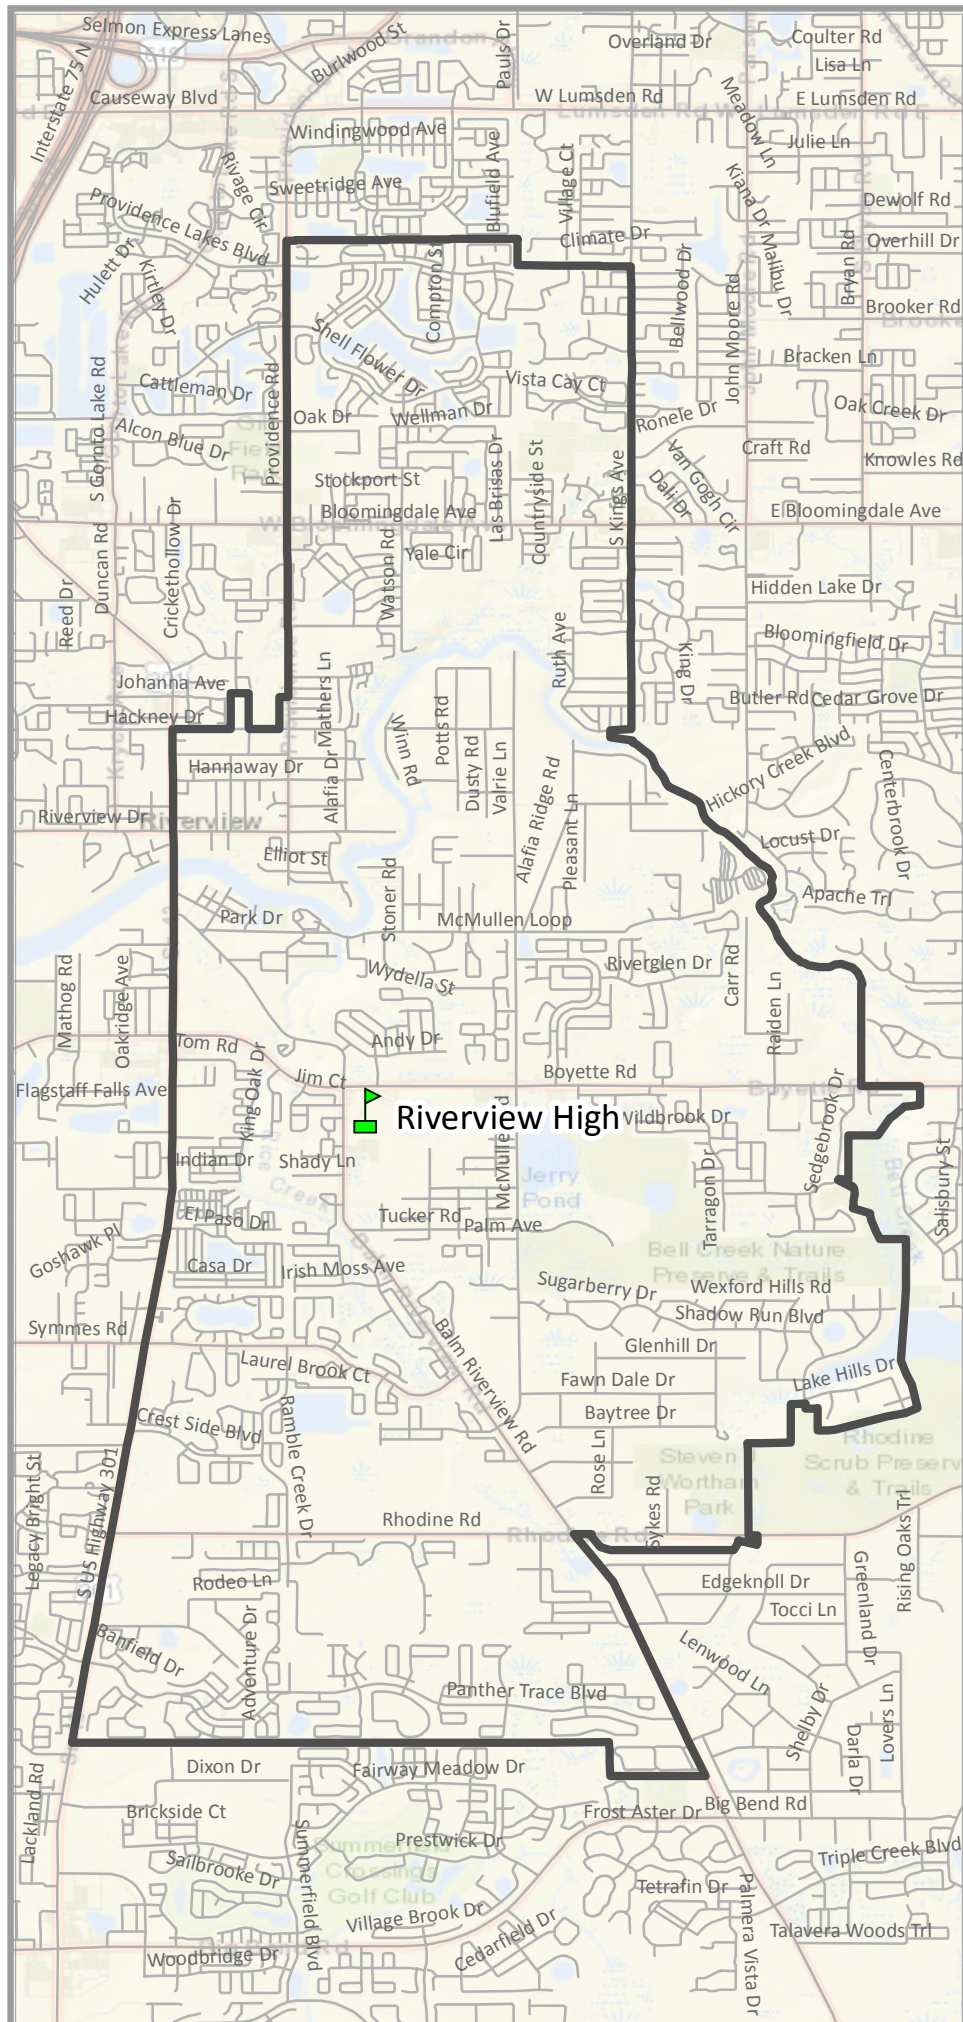 Selmon Express Lanes
Burlwood St
Pauls Dr
Overland Dr
Coulter Rd
Lisa Ln
Interstate 75 N
Causeway Blvd
W Lumsden Rd
E Lumsden Rd
Meadow Ln
Windingwood Ave
Julie Ln
Rivage Cir
Sweetridge Ave
Blufield Ave
Village Ct
Kiana Dr
Dewolf Rd
Providence Lakes Blvd
Climate Dr
Malibu Dr
Bryan Rd
Overhill Dr
Hulett Dr
Kirtley Dr
Compton St
Bellwood Dr
John Moore Rd
Brooker Rd
Shell Flower Dr
Bracken Ln
Cattleman Dr
Vista Cay Ct
S Gornto Lake Rd
Providence Rd
Oak Dr
Wellman Dr
Ronele Dr
Oak Creek Dr
Alcon Blue Dr
Craft Rd
Knowles Rd
Stockport St
Las Brisas Dr
Countryside St
S Kings Ave
Dali Dr
Van Gogh Cir
Bloomingdale Ave
E Bloomingdale Ave
Duncan Rd
Crickethollow Dr
Watson Rd
Yale Cir
Reed Dr
Hidden Lake Dr
Ruth Ave
King Dr
Bloomingfield Dr
Johanna Ave
Mathers Ln
Butler Rd
Cedar Grove Dr
Hackney Dr
Winn Rd
Potts Rd
Hannaway Dr
Alafia Dr
Dusty Rd
Valrie Ln
Alafia Ridge Rd
Pleasant Ln
Hickory Creek Blvd
Centerbrook Dr
Riverview Dr
Riverview
Locust Dr
Elliot St
Apache Trl
Stoner Rd
Park Dr
McMullen Loop
Mathog Rd
Oakridge Ave
Wydella St
Riverglen Dr
Carr Rd
Raiden Ln
Tom Rd
Andy Dr
Flagstaff Falls Ave
King Oak Dr
Jim Ct
Boyette Rd
Boyette Rd
Riverview High
Wildbrook Dr
Sedgebrook Dr
Indian Dr
Shady Ln
Rice Creek
Jerry
Pond
Tarragon Dr
Salisbury St
El Paso Dr
Tucker Rd
Palm Ave
Goshawk Pl
Casa Dr
Irish Moss Ave
Bell Creek Nature
Preserve & Trails
Sugarberry Dr
Wexford Hills Rd
Shadow Run Blvd
Symmes Rd
Balm Riverview Rd
Glenhill Dr
Laurel Brook Ct
Fawn Dale Dr
Lake Hills Dr
Crest Side Blvd
Ramble Creek Dr
Baytree Dr
Rhodine
Scrub Preserv
& Trails
Rose Ln
Steven J
Wortham
Park
Legacy Bright St
S US Highway 301
Sykes Rd
Rhodine Rd
Rhodine Rd
Rising Oaks Trl
Rodeo Ln
Edgeknoll Dr
Greenland Dr
Tocci Ln
Banfield Dr
Adventure Dr
Lenwood Ln
Panther Trace Blvd
Shelby Dr
Lovers Ln
Darla Dr
Lackland Rd
Dixon Dr
Fairway Meadow Dr
Brickside Ct
Frost Aster Dr
Big Bend Rd
Summerfield Blvd
Summerfield
Crossings
Golf Club
Prestwick Dr
Sailbrooke Dr
Triple Creek Blvd
Tetrafin Dr
Palmera Vista Dr
Village Brook Dr
Cedarfield Dr
Talavera Woods Trl
Woodbridge Dr